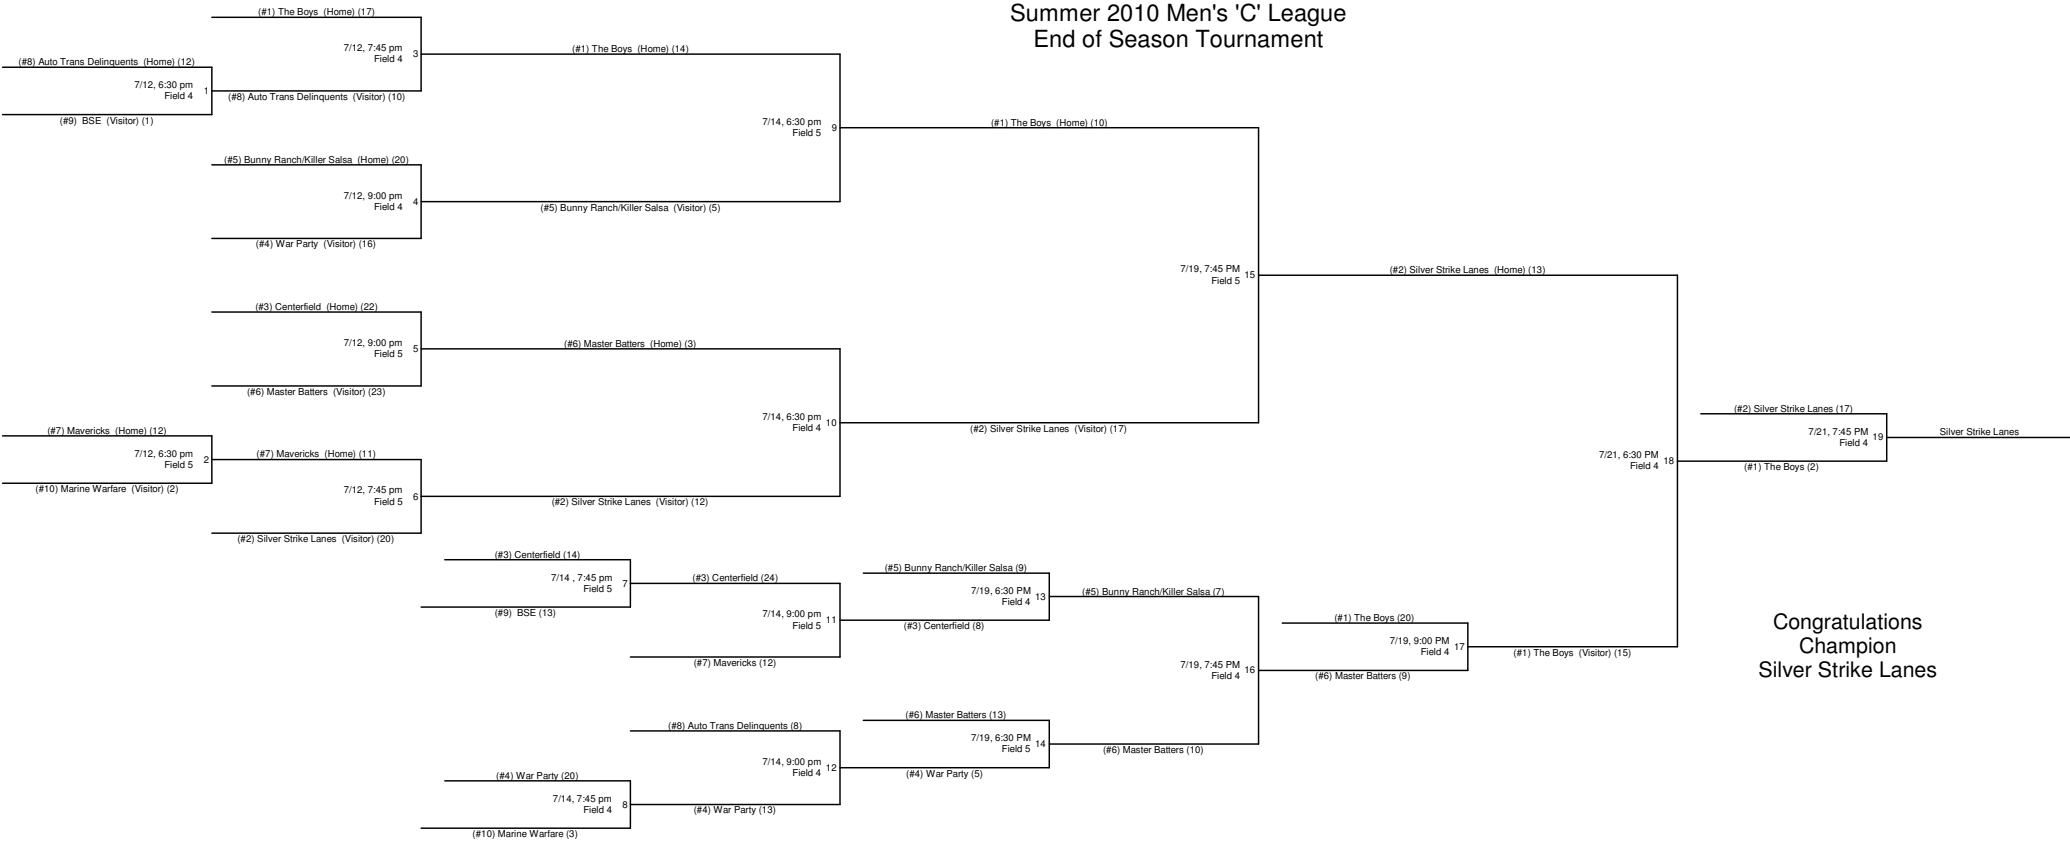 Summer 2010 Men's 'C' League
End of Season Tournament
(#1) The Boys (Home) (17)
7/12, 7:45 pm
Field 4
3
(#8) Auto Trans Delinquents (Home) (12)
7/12, 6:30 pm
Field 4
1
(#9) BSE (Visitor) (1)
(#8) Auto Trans Delinquents (Visitor) (10)
(#1) The Boys (Home) (14)
7/14, 6:30 pm
Field 5
9
(#5) Bunny Ranch/Killer Salsa (Home) (20)
7/12, 9:00 pm
Field 4
4
(#4) War Party (Visitor) (16)
(#5) Bunny Ranch/Killer Salsa (Visitor) (5)
(#1) The Boys (Home) (10)
7/19, 7:45 PM
Field 5
15
(#3) Centerfield (Home) (22)
7/12, 9:00 pm
Field 5
5
(#6) Master Batters (Visitor) (23)
(#6) Master Batters (Home) (3)
7/14, 6:30 pm
Field 4
10
(#2) Silver Strike Lanes (Visitor) (17)
(#7) Mavericks (Home) (12)
7/12, 6:30 pm
Field 5
2
(#10) Marine Warfare (Visitor) (2)
(#7) Mavericks (Home) (11)
7/12, 7:45 pm
Field 5
6
(#2) Silver Strike Lanes (Visitor) (20)
(#2) Silver Strike Lanes (Visitor) (12)
(#2) Silver Strike Lanes (Home) (13)
7/21, 6:30 PM
Field 4
18
(#2) Silver Strike Lanes (17)
7/21, 7:45 PM
Field 4
19
(#1) The Boys (2)
Silver Strike Lanes
(#3) Centerfield (14)
7/14 , 7:45 pm
Field 5
7
(#9) BSE (13)
(#3) Centerfield (24)
7/14, 9:00 pm
Field 5
11
(#7) Mavericks (12)
(#5) Bunny Ranch/Killer Salsa (9)
7/19, 6:30 PM
Field 4
13
(#3) Centerfield (8)
(#5) Bunny Ranch/Killer Salsa (7)
7/19, 7:45 PM
Field 4
16
(#1) The Boys (20)
7/19, 9:00 PM
Field 4
17
(#6) Master Batters (9)
(#1) The Boys (Visitor) (15)
(#8) Auto Trans Delinquents (8)
7/14, 9:00 pm
Field 4
12
(#4) War Party (20)
7/14, 7:45 pm
Field 4
8
(#10) Marine Warfare (3)
(#4) War Party (13)
(#6) Master Batters (13)
7/19, 6:30 PM
Field 5
14
(#4) War Party (5)
(#6) Master Batters (10)
Congratulations
Champion
Silver Strike Lanes